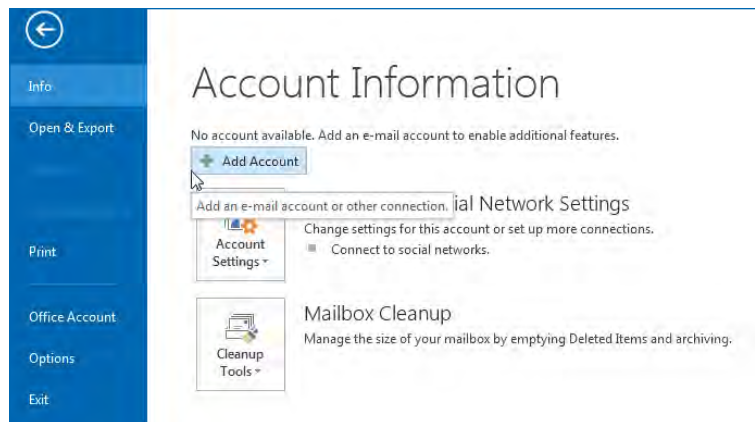 Account Information
Info
Open & Export
No account available. Add an e-mail account to enable additional features.
Add Account
Add an e-mail account or other connection.
ial Network Settings
Account
Settings
Change settings for this account or set up more connections.
Connect to social networks.
Print
Mailbox Cleanup
Manage the size of your mailbox by emptying Deleted Items and archiving.
Cleanup
Tools
Office Account
Options
Exit